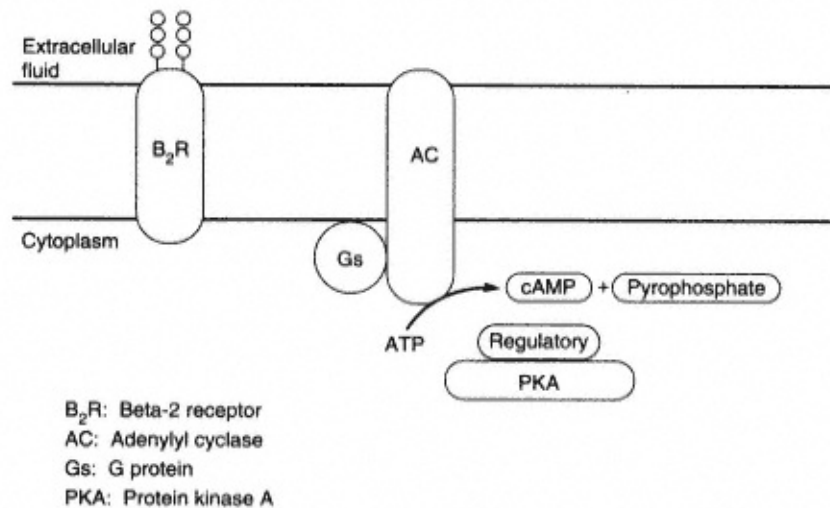 Extracellular
fluid
B₂R
AC
Cytoplasm
Gs
cAMP + Pyrophosphate
ATP
Regulatory
PKA
B₂R: Beta-2 receptor
AC: Adenylyl cyclase
Gs: G protein
PKA: Protein kinase A